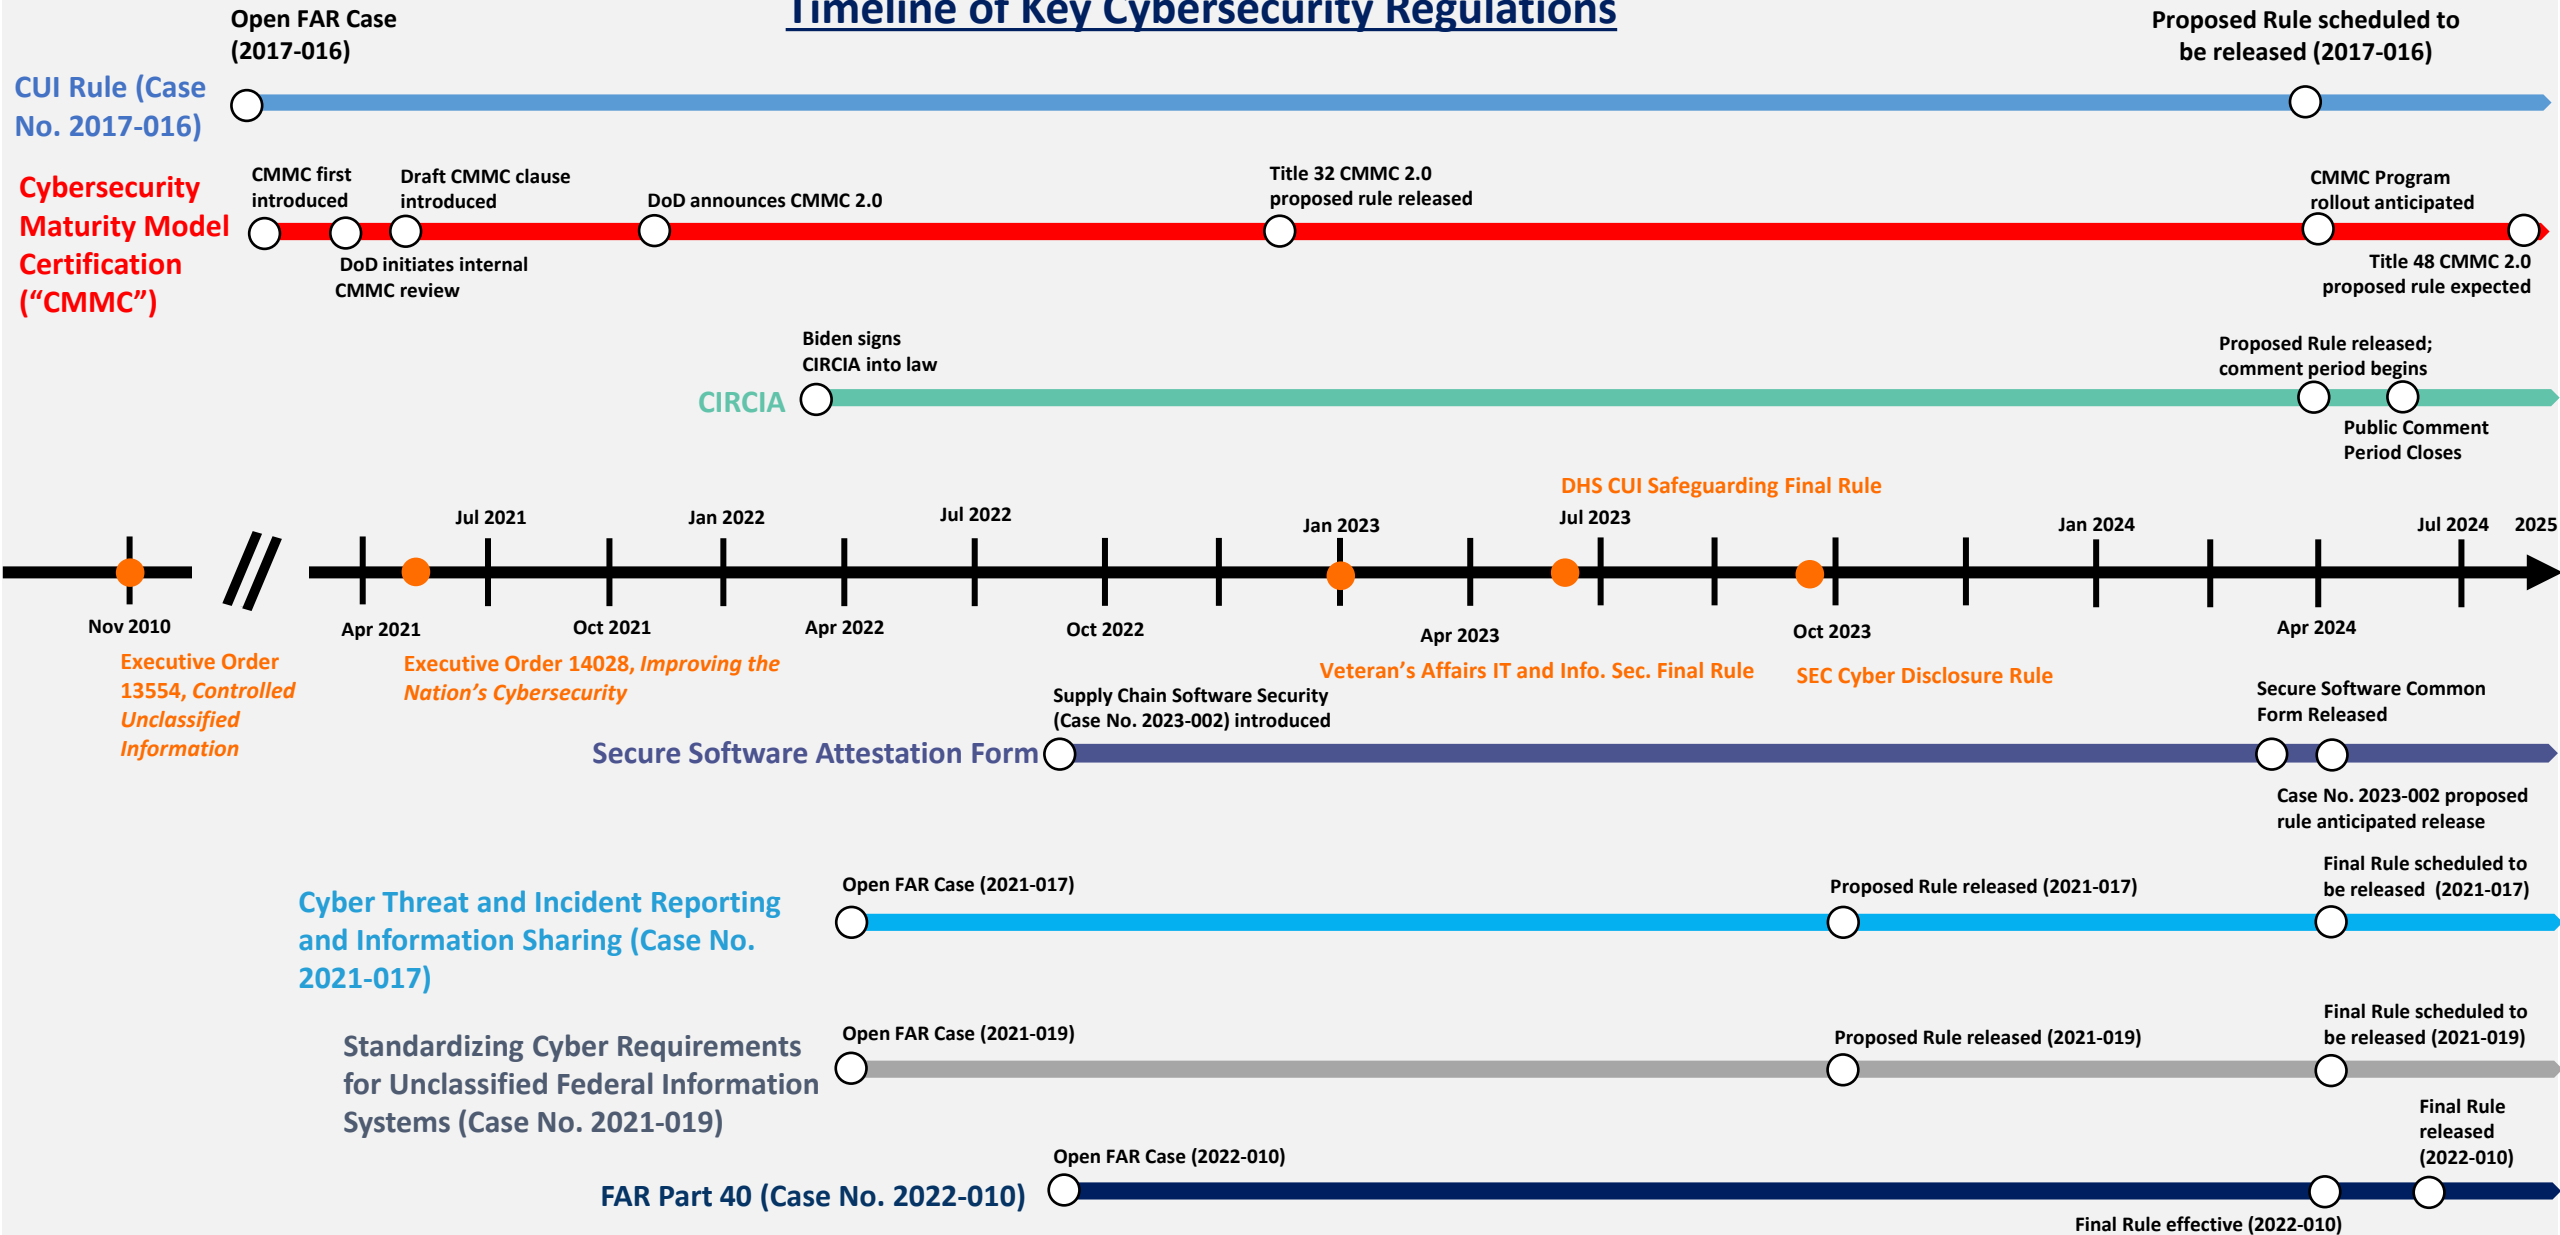 Timeline of Key Cybersecurity Regulations
Open FAR Case
(2017-016)
Proposed Rule scheduled to
be released (2017-016)
CUI Rule (Case
No. 2017-016)
Cybersecurity
Maturity Model
Certification
(“CMMC”)
CMMC first
introduced
Draft CMMC clause
introduced
DoD announces CMMC 2.0
Title 32 CMMC 2.0
proposed rule released
CMMC Program
rollout anticipated
DoD initiates internal
CMMC review
Title 48 CMMC 2.0
proposed rule expected
Biden signs
CIRCIA into law
Proposed Rule released;
comment period begins
CIRCIA
Public Comment
Period Closes
DHS CUI Safeguarding Final Rule
Jul 2021
Jan 2022
Jul 2022
Jan 2023
Jul 2023
Jan 2024
Jul 2024
2025
Nov 2010
Apr 2021
Oct 2021
Apr 2022
Oct 2022
Apr 2023
Oct 2023
Apr 2024
Executive Order
13554, Controlled
Unclassified
Information
Executive Order 14028, Improving the
Nation’s Cybersecurity
Veteran’s Affairs IT and Info. Sec. Final Rule
SEC Cyber Disclosure Rule
Supply Chain Software Security
(Case No. 2023-002) introduced
Secure Software Common
Form Released
Secure Software Attestation Form
Case No. 2023-002 proposed
rule anticipated release
Cyber Threat and Incident Reporting
and Information Sharing (Case No.
2021-017)
Open FAR Case (2021-017)
Proposed Rule released (2021-017)
Final Rule scheduled to
be released (2021-017)
Standardizing Cyber Requirements
for Unclassified Federal Information
Systems (Case No. 2021-019)
Open FAR Case (2021-019)
Proposed Rule released (2021-019)
Final Rule scheduled to
be released (2021-019)
FAR Part 40 (Case No. 2022-010)
Open FAR Case (2022-010)
Final Rule
released
(2022-010)
Final Rule effective (2022-010)